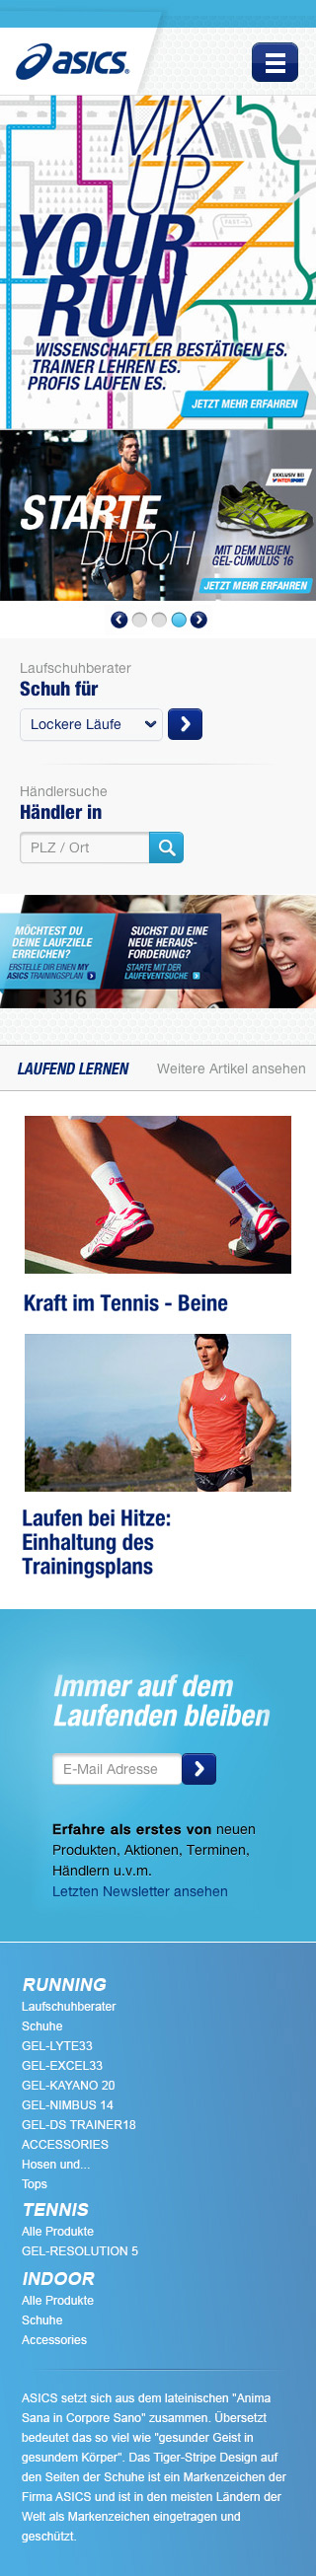 asics
MIX
UP
YOUR
RUN
WISSENSCHAFTLER BESTÄTIGEN ES.
TRAINER LEHREN ES.
PROFIS LAUFEN ES.
JETZT MEHR ERFAHREN
EXKLUSIV BEI
INTERSPORT
STARTE
DURCH
MIT DEM NEUEN
GEL-CUMULUS 16
JETZT MEHR ERFAHREN
Laufschuhberater
Schuh für
Lockere Läufe
Händlersuche
Händler in
PLZ / Ort
MÖCHTEST DU
DEINE LAUFZIELE
ERREICHEN?
ERSTELLE DIR EINEN MY
ASICS TRAININGSPLAN
SUCHST DU EINE
NEUE HERAUS-
FORDERUNG?
STARTE MIT DER
LAUFEVENTSUCHE
316
LAUFEND LERNEN
Weitere Artikel ansehen
Kraft im Tennis - Beine
Laufen bei Hitze:
Einhaltung des
Trainingsplans
Immer auf dem
Laufenden bleiben
E-Mail Adresse
Erfahre als erstes von neuen
Produkten, Aktionen, Terminen,
Händlern u.v.m.
Letzten Newsletter ansehen
RUNNING
Laufschuhberater
Schuhe
GEL-LYTE33
GEL-EXCEL33
GEL-KAYANO 20
GEL-NIMBUS 14
GEL-DS TRAINER18
ACCESSORIES
Hosen und...
Tops
TENNIS
Alle Produkte
GEL-RESOLUTION 5
INDOOR
Alle Produkte
Schuhe
Accessories
ASICS setzt sich aus dem lateinischen "Anima
Sana in Corpore Sano" zusammen. Übersetzt
bedeutet das so viel wie "gesunder Geist in
gesundem Körper". Das Tiger-Stripe Design auf
den Seiten der Schuhe ist ein Markenzeichen der
Firma ASICS und ist in den meisten Ländern der
Welt als Markenzeichen eingetragen und
geschützt.